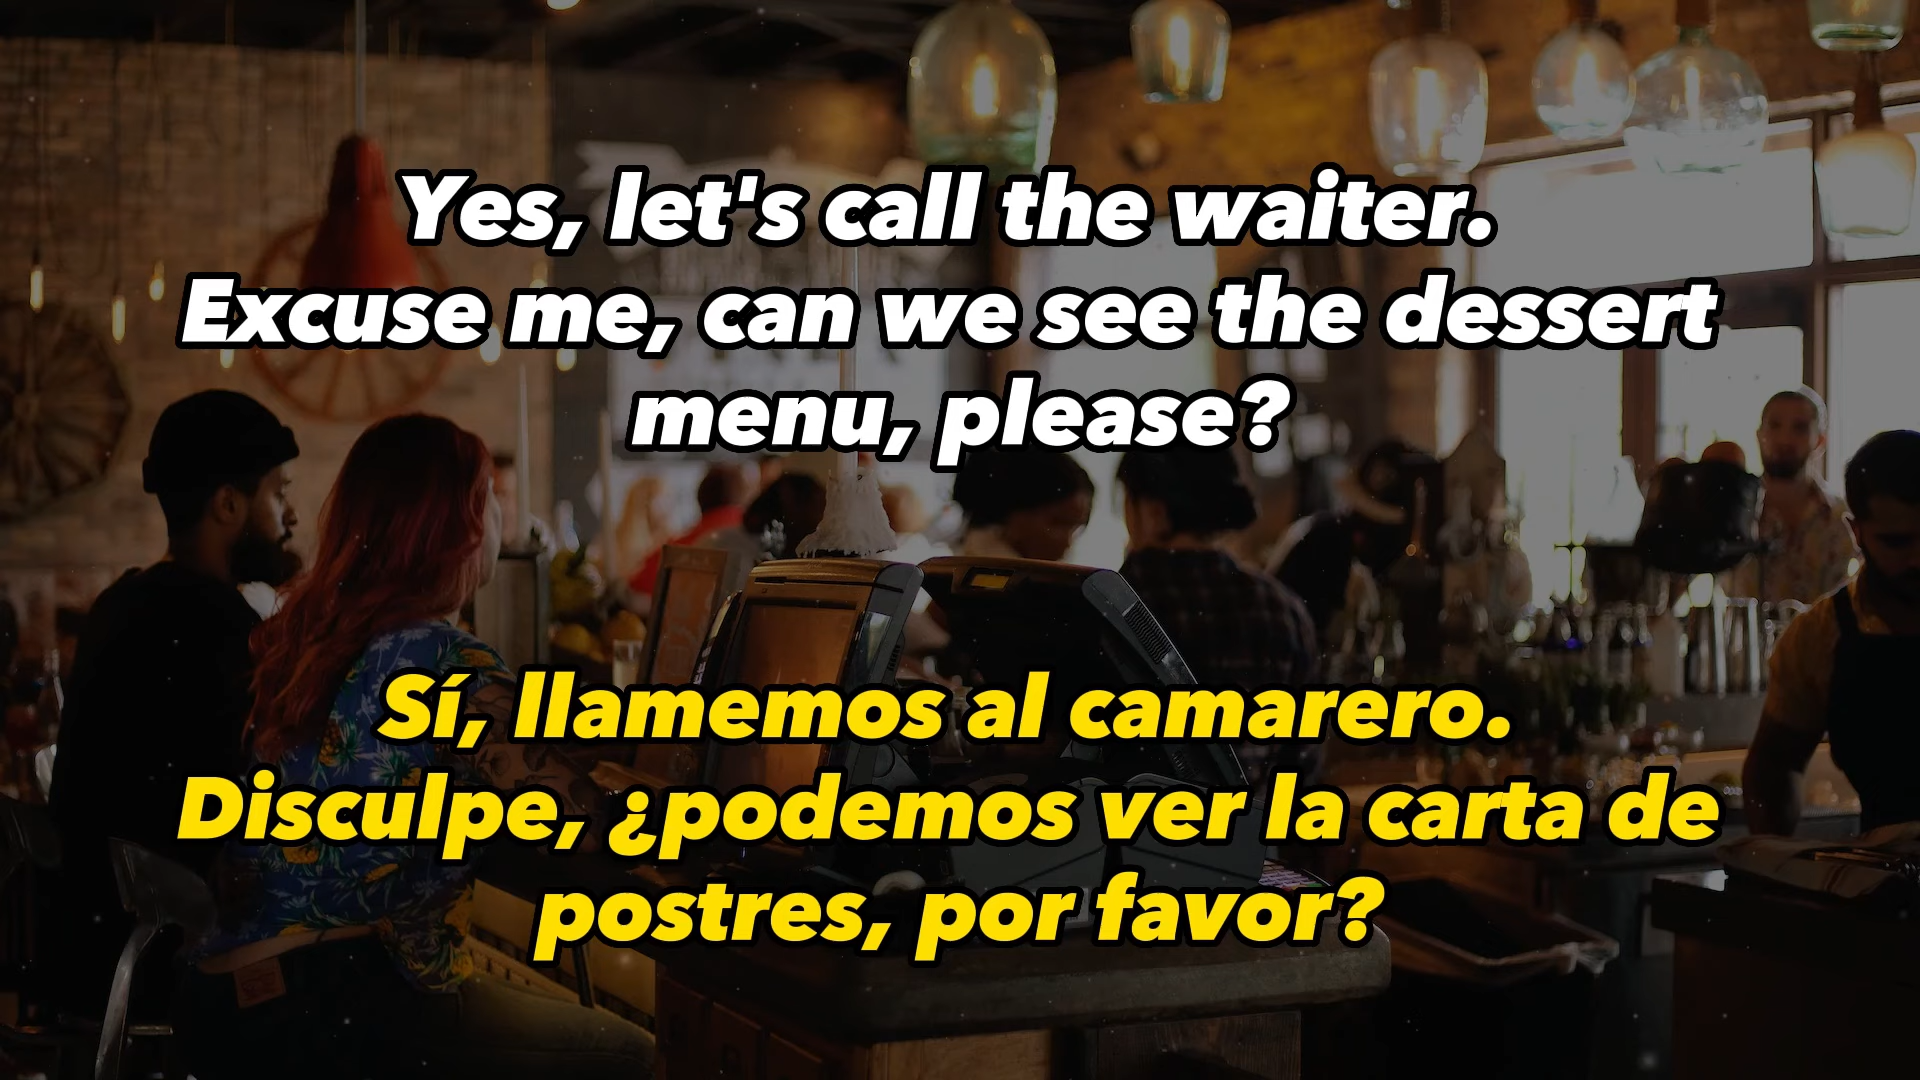 Yes, let's call the waiter.
Excuse me, can we see the dessert
menu, please?
Sí, llamemos al camarero.
Disculpe, ¿podemos ver la carta de
postres, por favor?